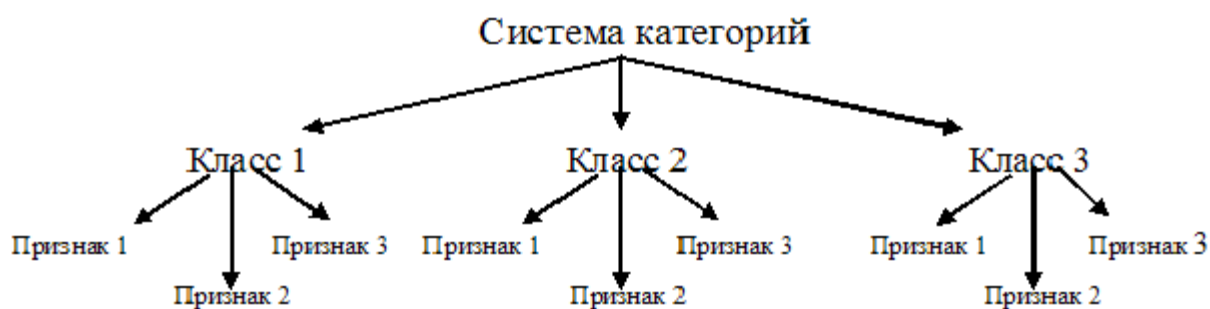 Система категорий
Класс 1 Класс 2 Класс 3
Признак 1 Признак 3 Признак 1 Признак 3 Признак 1 Признак 3
Признак 2 Признак 2 Признак 2